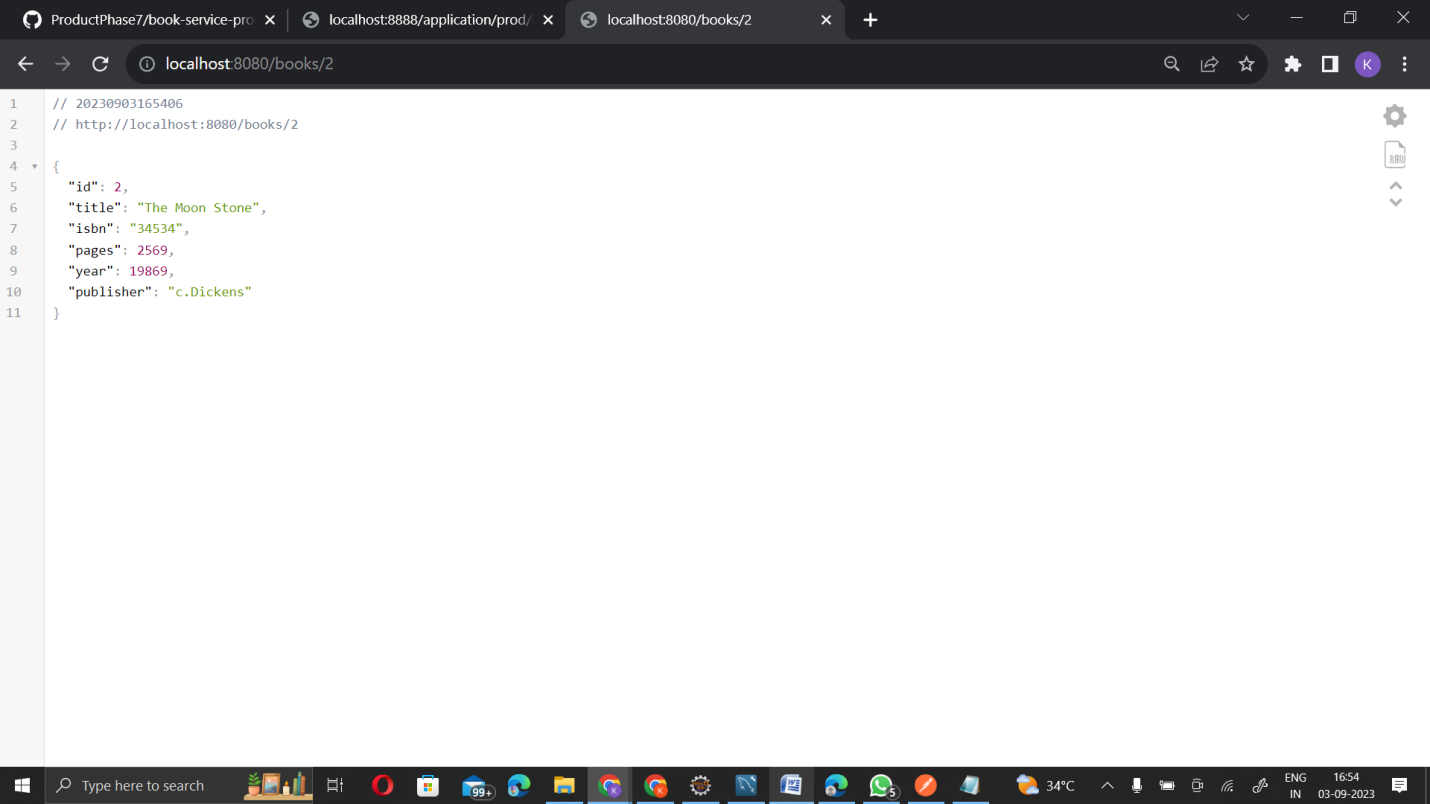 ProductPhase7/book-service-pro
localhost:8888/application/prod/
localhost:8080/books/2
localhost:8080/books/2
K
1 // 20230903165406
2 // http://localhost:8080/books/2
3
4 {
5 "id": 2,
6 "title": "The Moon Stone",
7 "isbn": "34534",
8 "pages": 2569,
9 "year": 19869,
10 "publisher": "c.Dickens"
11 }
RAW
Type here to search
99+
K
K
5
34°C
ENG
IN
16:54
03-09-2023